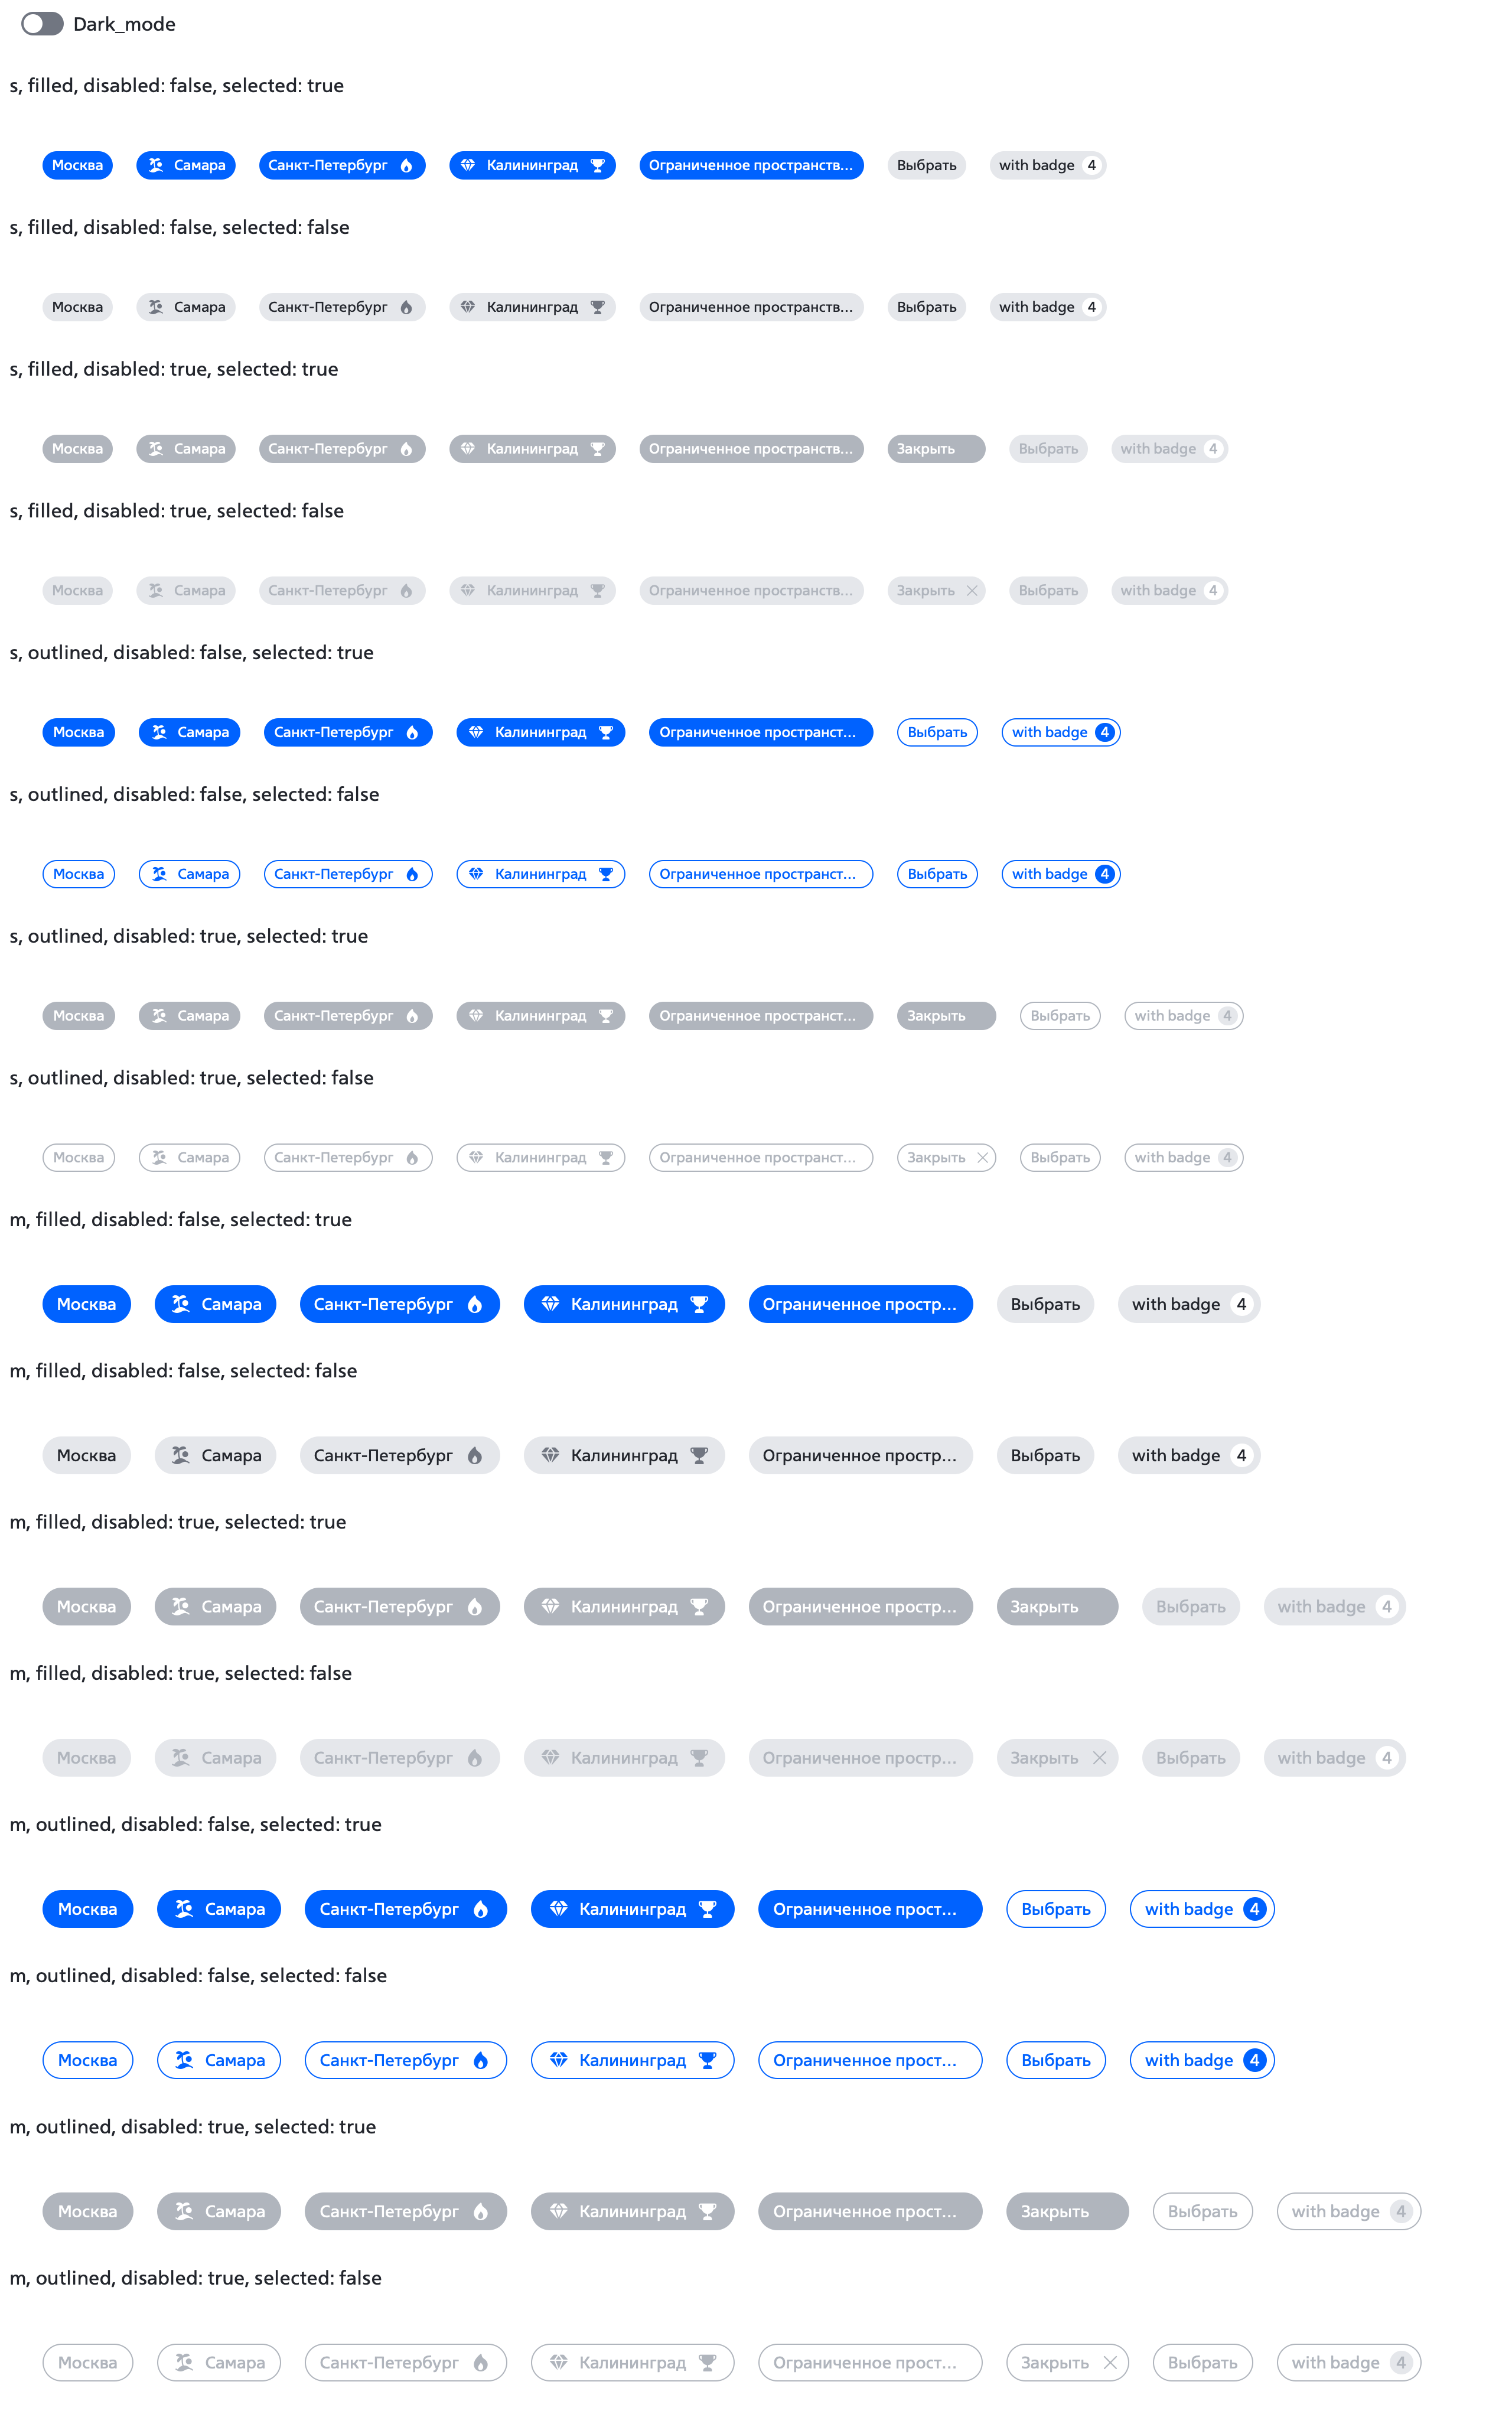 Dark_mode
s, filled, disabled: false, selected: true
Москва Самара Санкт-Петербург Калининград Ограниченное пространств... Выбрать with badge 4
s, filled, disabled: false, selected: false
Москва Самара Санкт-Петербург Калининград Ограниченное пространств... Выбрать with badge 4
s, filled, disabled: true, selected: true
Москва Самара Санкт-Петербург Калининград Ограниченное пространств... Закрыть Выбрать with badge 4
s, filled, disabled: true, selected: false
Москва Самара Санкт-Петербург Калининград Ограниченное пространств... Закрыть Выбрать with badge 4
s, outlined, disabled: false, selected: true
Москва Самара Санкт-Петербург Калининград Ограниченное пространст... Выбрать with badge 4
s, outlined, disabled: false, selected: false
Москва Самара Санкт-Петербург Калининград Ограниченное пространст... Выбрать with badge 4
s, outlined, disabled: true, selected: true
Москва Самара Санкт-Петербург Калининград Ограниченное пространст... Закрыть Выбрать with badge 4
s, outlined, disabled: true, selected: false
Москва Самара Санкт-Петербург Калининград Ограниченное пространст... Закрыть Выбрать with badge 4
m, filled, disabled: false, selected: true
Москва Самара Санкт-Петербург Калининград Ограниченное простр... Выбрать with badge 4
m, filled, disabled: false, selected: false
Москва Самара Санкт-Петербург Калининград Ограниченное простр... Выбрать with badge 4
m, filled, disabled: true, selected: true
Москва Самара Санкт-Петербург Калининград Ограниченное простр... Закрыть Выбрать with badge 4
m, filled, disabled: true, selected: false
Москва Самара Санкт-Петербург Калининград Ограниченное простр... Закрыть Выбрать with badge 4
m, outlined, disabled: false, selected: true
Москва Самара Санкт-Петербург Калининград Ограниченное прост... Выбрать with badge 4
m, outlined, disabled: false, selected: false
Москва Самара Санкт-Петербург Калининград Ограниченное прост... Выбрать with badge 4
m, outlined, disabled: true, selected: true
Москва Самара Санкт-Петербург Калининград Ограниченное прост... Закрыть Выбрать with badge 4
m, outlined, disabled: true, selected: false
Москва Самара Санкт-Петербург Калининград Ограниченное прост... Закрыть Выбрать with badge 4